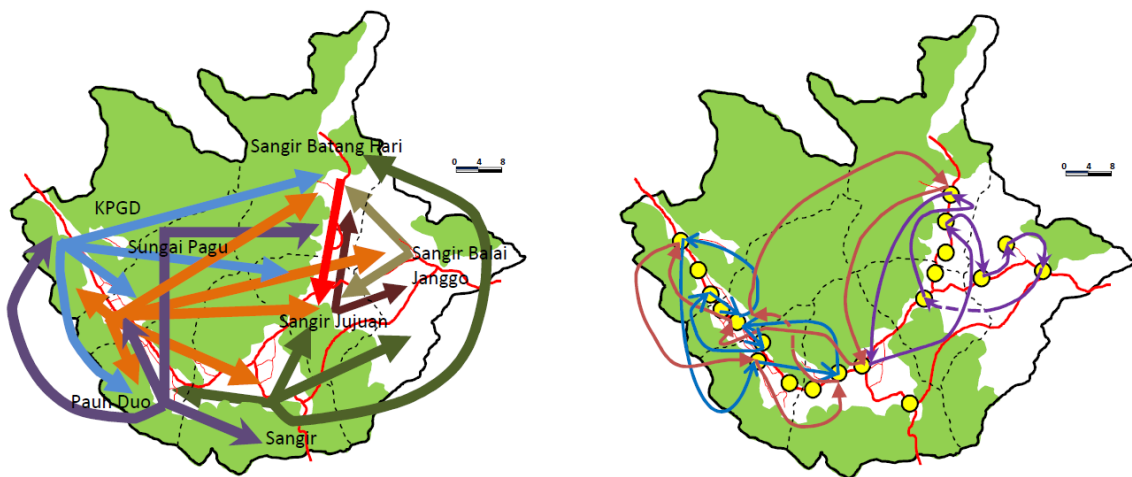 Sangir Batang Hari
0 4 8
KPGD
Sungai Pagu
Sangir Balai
Janggo
Sangir Jujuan
Pauh Duo
Sangir
0 4 8